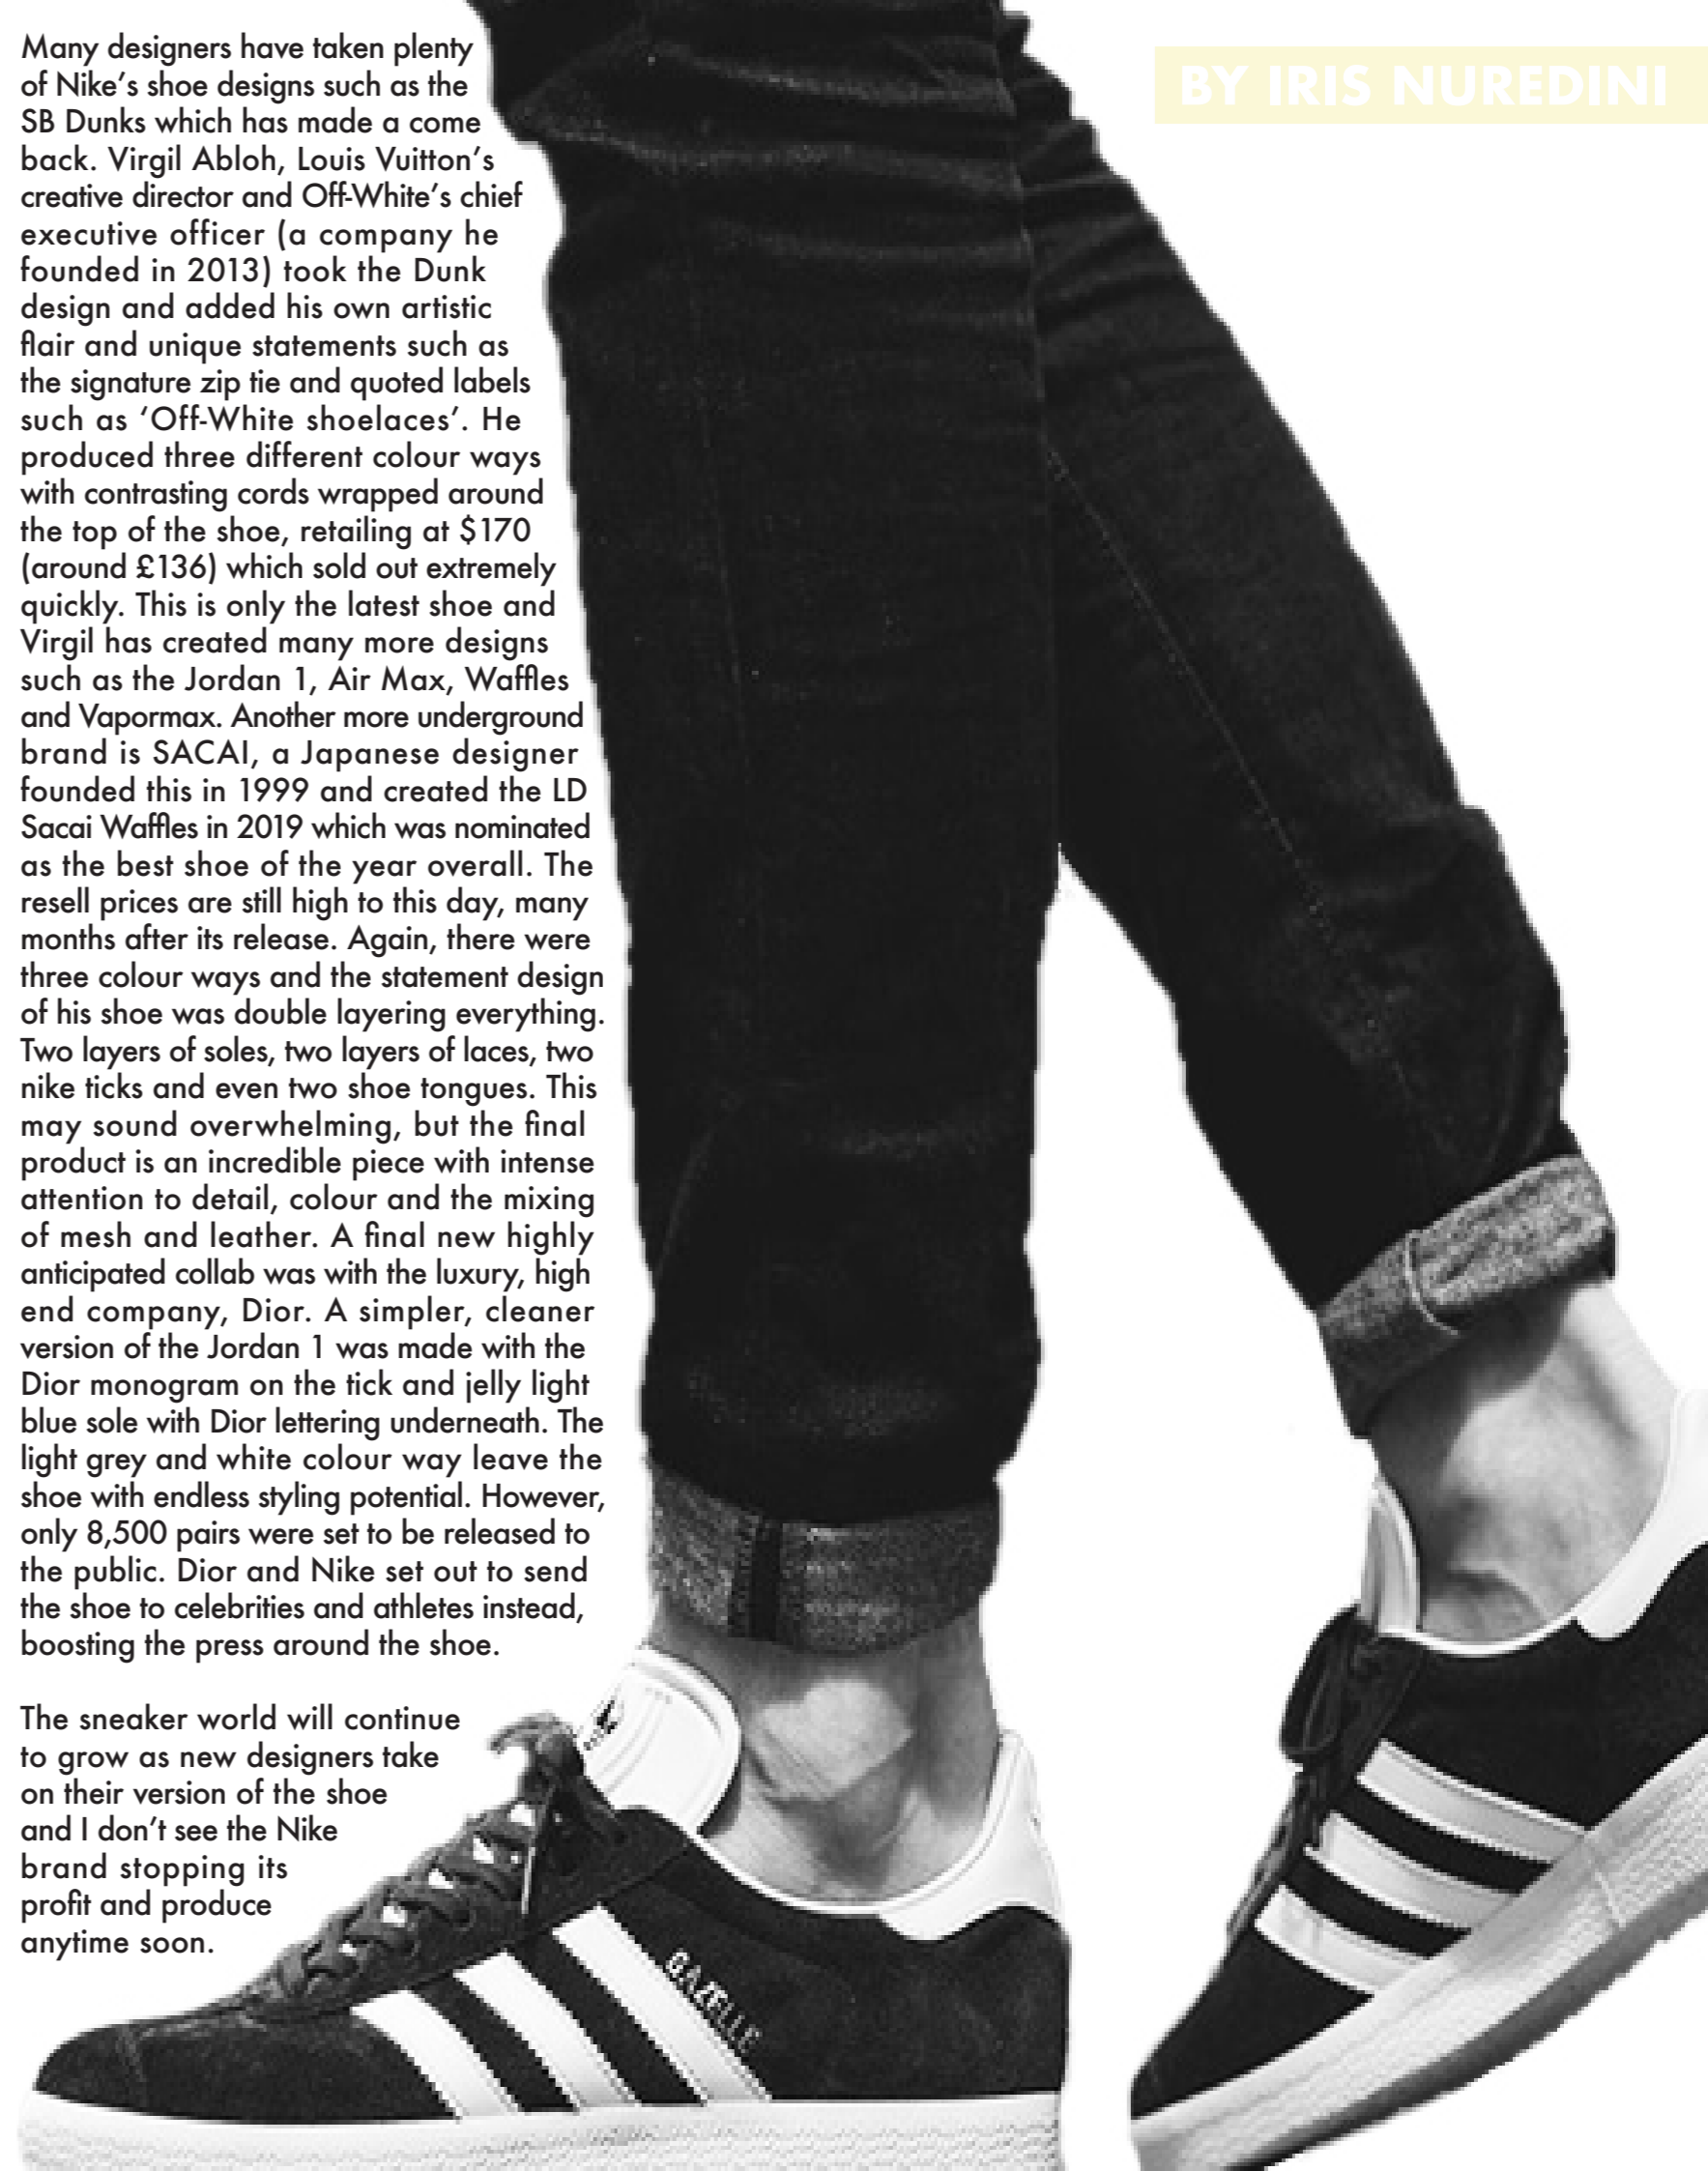 BY IRIS NUREDINI
Many designers have taken plenty
of Nike’s shoe designs such as the
SB Dunks which has made a come
back. Virgil Abloh, Louis Vuitton’s
creative director and Off-White’s chief
executive officer (a company he
founded in 2013) took the Dunk
design and added his own artistic
flair and unique statements such as
the signature zip tie and quoted labels
such as ‘Off-White shoelaces’. He
produced three different colour ways
with contrasting cords wrapped around
the top of the shoe, retailing at $170
(around £136) which sold out extremely
quickly. This is only the latest shoe and
Virgil has created many more designs
such as the Jordan 1, Air Max, Waffles
and Vapormax. Another more underground
brand is SACAI, a Japanese designer
founded this in 1999 and created the LD
Sacai Waffles in 2019 which was nominated
as the best shoe of the year overall. The
resell prices are still high to this day, many
months after its release. Again, there were
three colour ways and the statement design
of his shoe was double layering everything.
Two layers of soles, two layers of laces, two
nike ticks and even two shoe tongues. This
may sound overwhelming, but the final
product is an incredible piece with intense
attention to detail, colour and the mixing
of mesh and leather. A final new highly
anticipated collab was with the luxury, high
end company, Dior. A simpler, cleaner
version of the Jordan 1 was made with the
Dior monogram on the tick and jelly light
blue sole with Dior lettering underneath. The
light grey and white colour way leave the
shoe with endless styling potential. However,
only 8,500 pairs were set to be released to
the public. Dior and Nike set out to send
the shoe to celebrities and athletes instead,
boosting the press around the shoe.
The sneaker world will continue
to grow as new designers take
on their version of the shoe
and I don’t see the Nike
brand stopping its
profit and produce
anytime soon.
GAZELLE